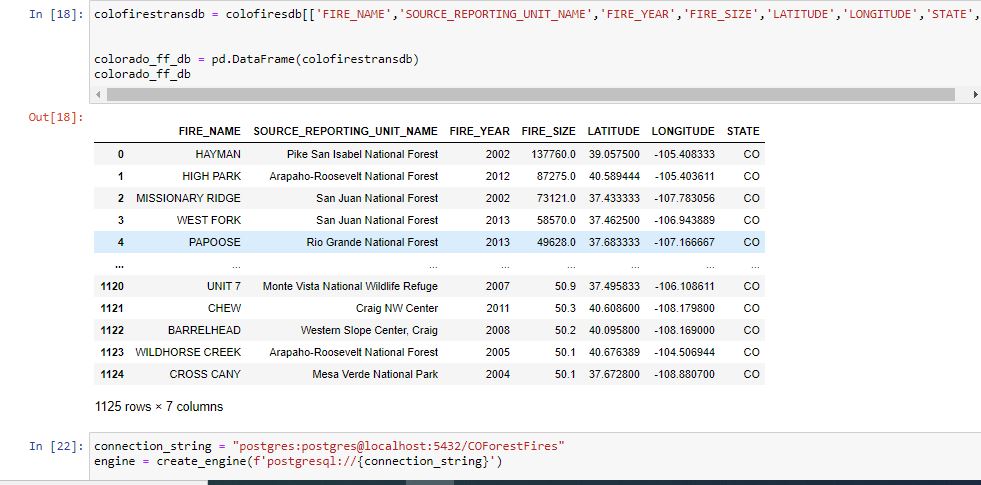 In [18]: colofirestransdb = colofiresdb[['FIRE_NAME','SOURCE_REPORTING_UNIT_NAME','FIRE_YEAR','FIRE_SIZE','LATITUDE','LONGITUDE','STATE',
colorado_ff_db = pd.DataFrame(colofirestransdb)
colorado_ff_db
Out[18]:
FIRE_NAME SOURCE_REPORTING_UNIT_NAME FIRE_YEAR FIRE_SIZE LATITUDE LONGITUDE STATE
0 HAYMAN Pike San Isabel National Forest 2002 137760.0 39.057500 -105.408333 CO
1 HIGH PARK Arapaho-Roosevelt National Forest 2012 87275.0 40.589444 -105.403611 CO
2 MISSIONARY RIDGE San Juan National Forest 2002 73121.0 37.433333 -107.783056 CO
3 WEST FORK San Juan National Forest 2013 58570.0 37.462500 -106.943889 CO
4 PAPOOSE Rio Grande National Forest 2013 49628.0 37.683333 -107.166667 CO
... ... ... ... ... ... ... ...
1120 UNIT 7 Monte Vista National Wildlife Refuge 2007 50.9 37.495833 -106.108611 CO
1121 CHEW Craig NW Center 2011 50.3 40.608600 -108.179800 CO
1122 BARRELHEAD Western Slope Center, Craig 2008 50.2 40.095800 -108.169000 CO
1123 WILDHORSE CREEK Arapaho-Roosevelt National Forest 2005 50.1 40.676389 -104.506944 CO
1124 CROSS CANY Mesa Verde National Park 2004 50.1 37.672800 -108.880700 CO
1125 rows × 7 columns
In [22]: connection_string = "postgres:postgres@localhost:5432/COForestFires"
engine = create_engine(f'postgresql://{connection_string}')